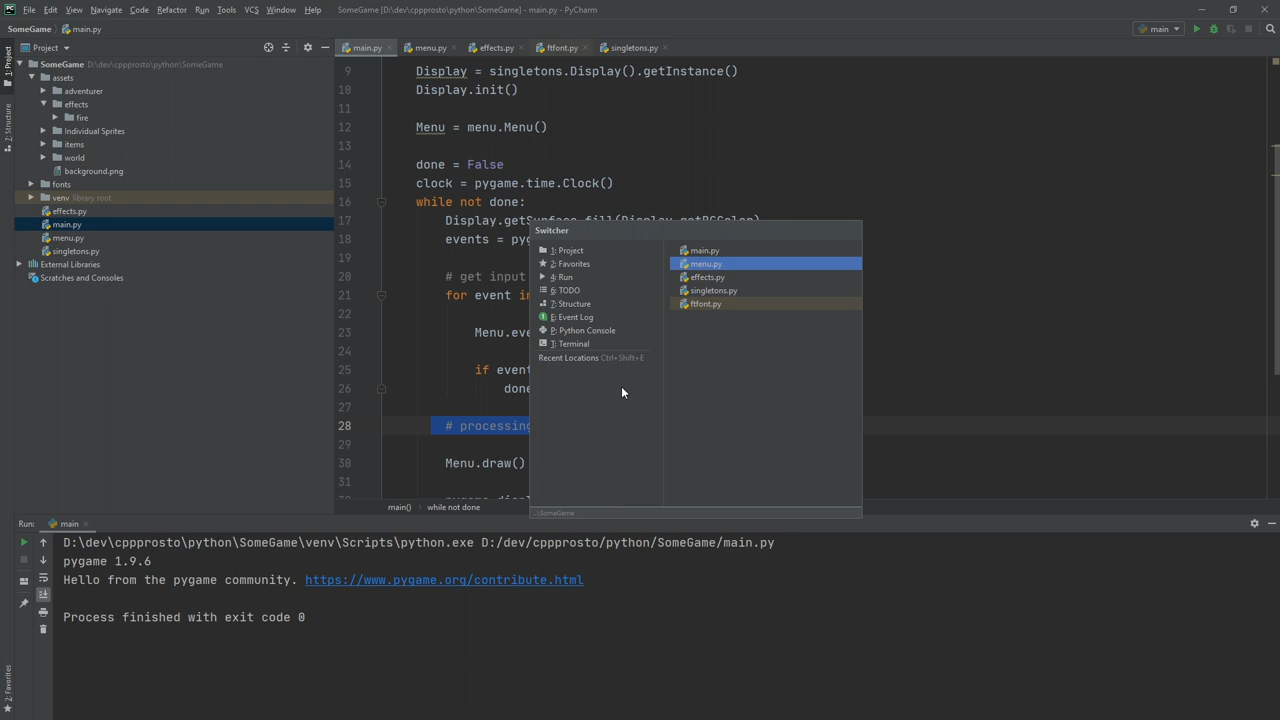 PC File Edit View Navigate Code Refactor Run Tools VCS Window Help SomeGame [D:\dev\cppprosto\python\SomeGame] - main.py - PyCharm
SomeGame main.py main
1: Project
7: Structure
2: Favorites
Project
main.py menu.py effects.py ftfont.py singletons.py
SomeGame D:\dev\cppprosto\python\SomeGame
assets
adventurer
effects
fire
Individual Sprites
items
world
background.png
fonts
venv library root
effects.py
main.py
menu.py
singletons.py
External Libraries
Scratches and Consoles
9 Display = singletons.Display().getInstance()
10 Display.init()
11
12 Menu = menu.Menu()
13
14 done = False
15 clock = pygame.time.Clock()
16 while not done:
17 Display.getSurface.fill(Display.getBGColor)
18 events = pyg
19
20 # get input
21 for event in
22
23 Menu.eve
24
25 if event
26 done
27
28 # processing
29
30 Menu.draw()
31
main() while not done
Switcher
1: Project
2: Favorites
4: Run
6: TODO
7: Structure
E: Event Log
P: Python Console
T: Terminal
Recent Locations Ctrl+Shift+E
main.py
menu.py
effects.py
singletons.py
ftfont.py
...\SomeGame
Run: main
D:\dev\cppprosto\python\SomeGame\venv\Scripts\python.exe D:/dev/cppprosto/python/SomeGame/main.py
pygame 1.9.6
Hello from the pygame community. https://www.pygame.org/contribute.html
Process finished with exit code 0